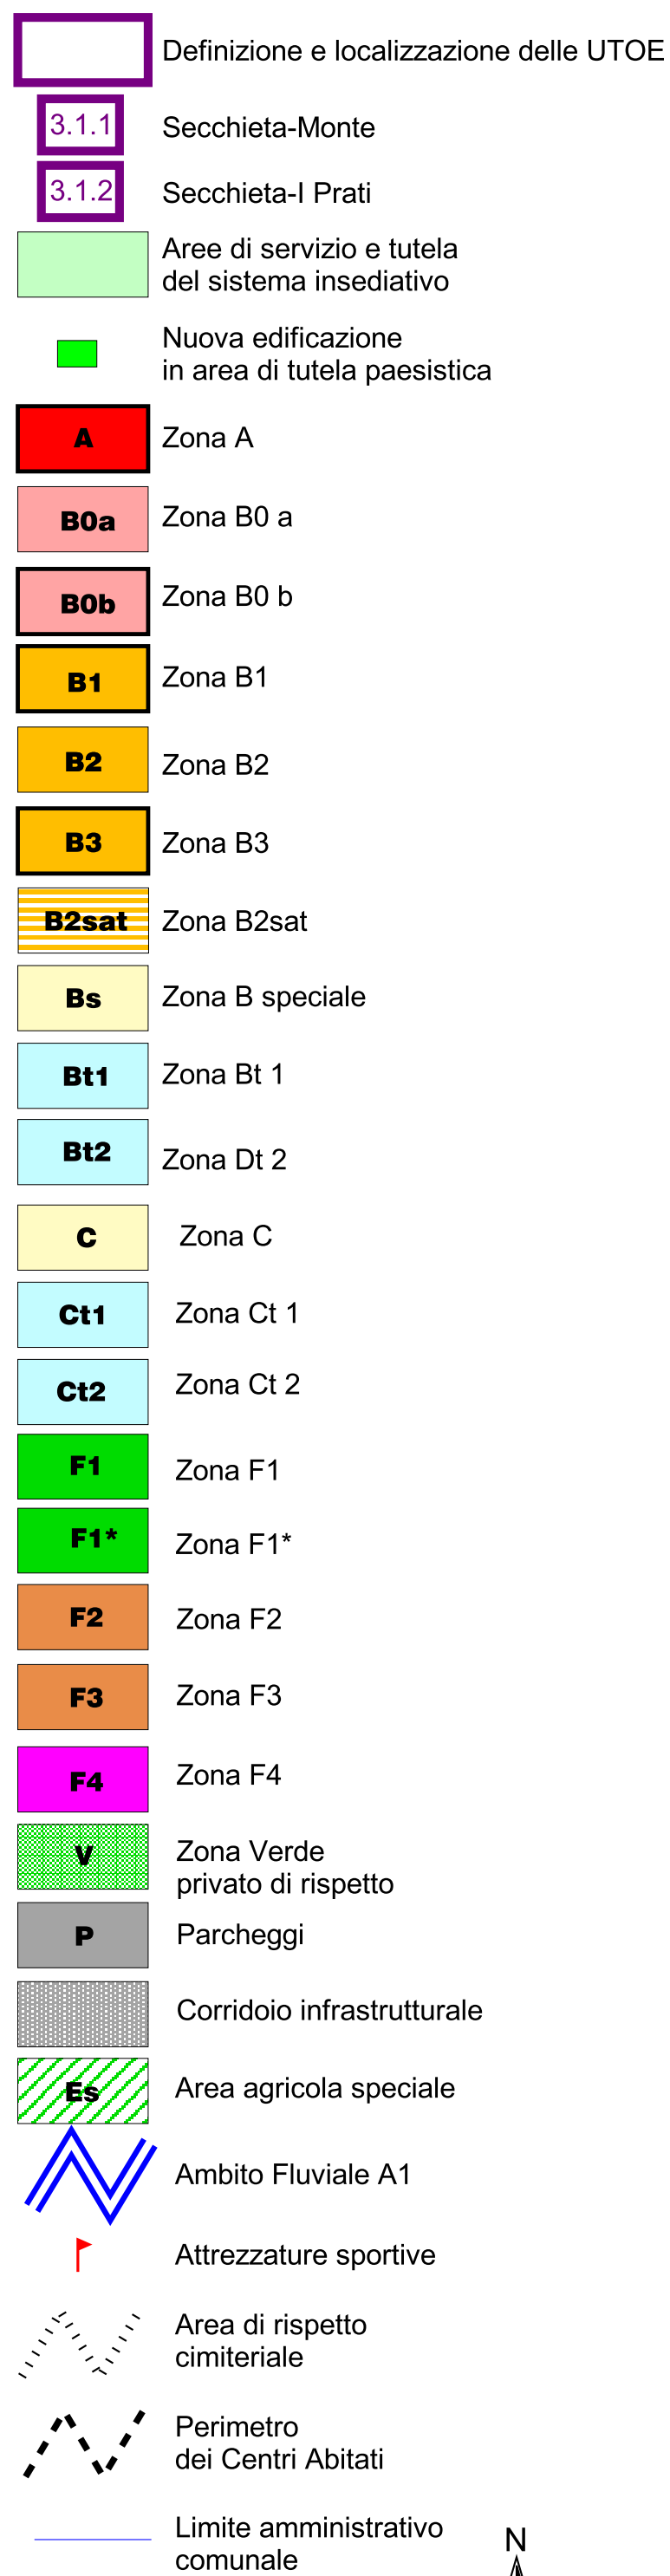 Definizione e localizzazione delle UTOE
3.1.1 Secchieta-Monte
3.1.2 Secchieta-I Prati
Aree di servizio e tutela
del sistema insediativo
Nuova edificazione
in area di tutela paesistica
A Zona A
B0a Zona B0 a
B0b Zona B0 b
B1 Zona B1
B2 Zona B2
B3 Zona B3
B2sat Zona B2sat
Bs Zona B speciale
Bt1 Zona Bt 1
Bt2 Zona Dt 2
C Zona C
Ct1 Zona Ct 1
Ct2 Zona Ct 2
F1 Zona F1
F1* Zona F1*
F2 Zona F2
F3 Zona F3
F4 Zona F4
V Zona Verde
privato di rispetto
P Parcheggi
Corridoio infrastrutturale
Es Area agricola speciale
Ambito Fluviale A1
Attrezzature sportive
Area di rispetto
cimiteriale
Perimetro
dei Centri Abitati
Limite amministrativo
comunale
N